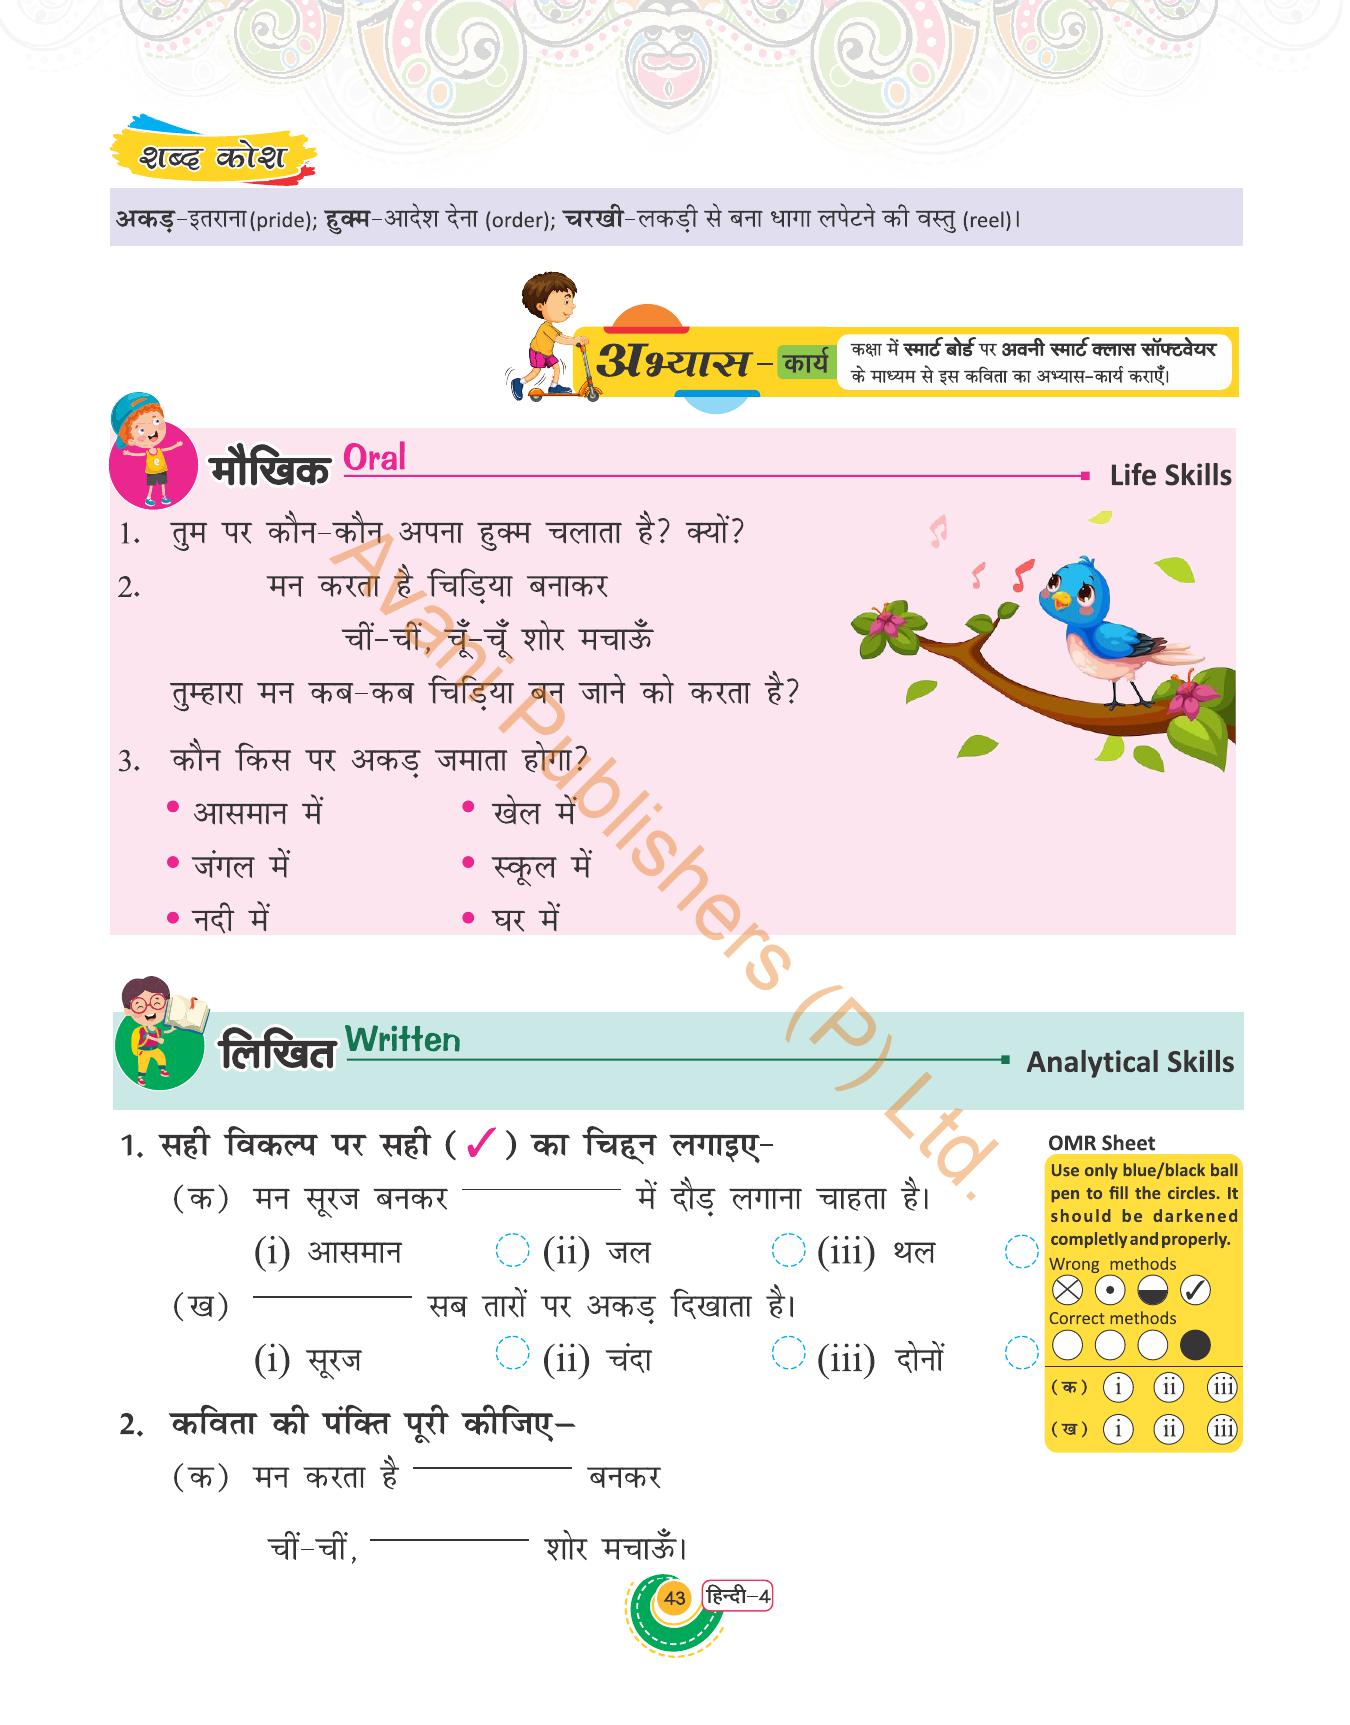 शब्द कोश
अकड़-इतराना (pride); हुक्म-आदेश देना (order); चरखी-लकड़ी से बना धागा लपेटने की वस्तु (reel)।
अभ्यास - कार्य
कक्षा में स्मार्ट बोर्ड पर अवनी स्मार्ट क्लास सॉफ्टवेयर
के माध्यम से इस कविता का अभ्यास-कार्य कराएँ।
मौखिक Oral Life Skills
1. तुम पर कौन-कौन अपना हुक्म चलाता है? क्यों?
2. मन करता है चिड़िया बनाकर
चीं-चीं, चूँ-चूँ शोर मचाऊँ
तुम्हारा मन कब-कब चिड़िया बन जाने को करता है?
3. कौन किस पर अकड़ जमाता होगा?
• आसमान में • खेल में
• जंगल में • स्कूल में
• नदी में • घर में
Avani Publishers (P) Ltd.
लिखित Written Analytical Skills
1. सही विकल्प पर सही (✓) का चिह्न लगाइए-
(क) मन सूरज बनकर __________ में दौड़ लगाना चाहता है।
(i) आसमान (ii) जल (iii) थल
(ख) __________ सब तारों पर अकड़ दिखाता है।
(i) सूरज (ii) चंदा (iii) दोनों
OMR Sheet
Use only blue/black ball
pen to fill the circles. It
should be darkened
completly and properly.
Wrong methods
Correct methods
(क) i ii iii
(ख) i ii iii
2. कविता की पंक्ति पूरी कीजिए–
(क) मन करता है __________ बनकर
चीं-चीं, __________ शोर मचाऊँ।
43 हिन्दी-4